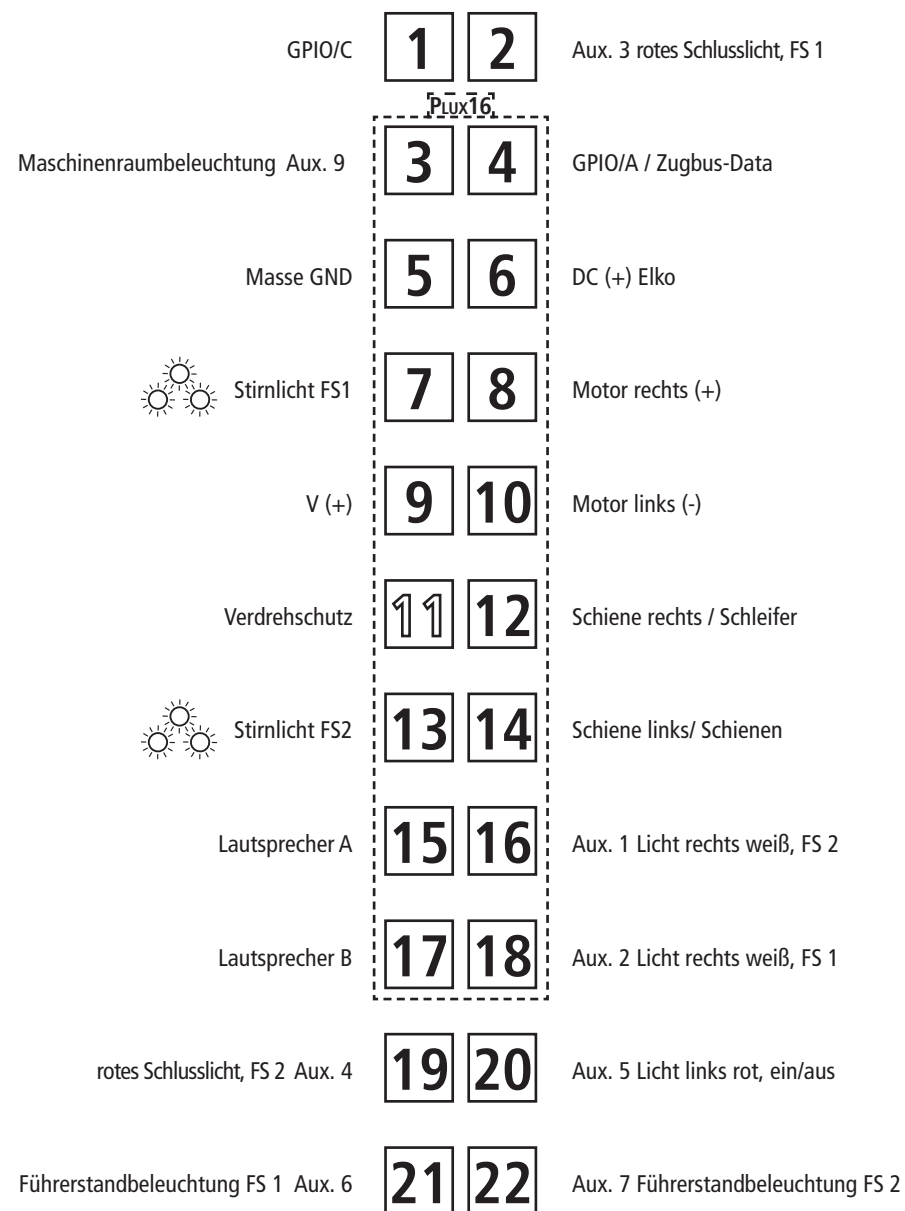 GPIO/C 1 2 Aux. 3 rotes Schlusslicht, FS 1
PLUX16
Maschinenraumbeleuchtung Aux. 9 3 4 GPIO/A / Zugbus-Data
Masse GND 5 6 DC (+) Elko
Stirnlicht FS1 7 8 Motor rechts (+)
V (+) 9 10 Motor links (-)
Verdrehschutz 11 12 Schiene rechts / Schleifer
Stirnlicht FS2 13 14 Schiene links/ Schienen
Lautsprecher A 15 16 Aux. 1 Licht rechts weiß, FS 2
Lautsprecher B 17 18 Aux. 2 Licht rechts weiß, FS 1
rotes Schlusslicht, FS 2 Aux. 4 19 20 Aux. 5 Licht links rot, ein/aus
Führerstandbeleuchtung FS 1 Aux. 6 21 22 Aux. 7 Führerstandbeleuchtung FS 2